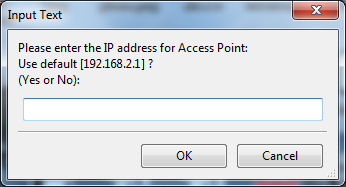 Input Text
Please enter the IP address for Access Point:
Use default [192.168.2.1] ?
(Yes or No):
OK
Cancel